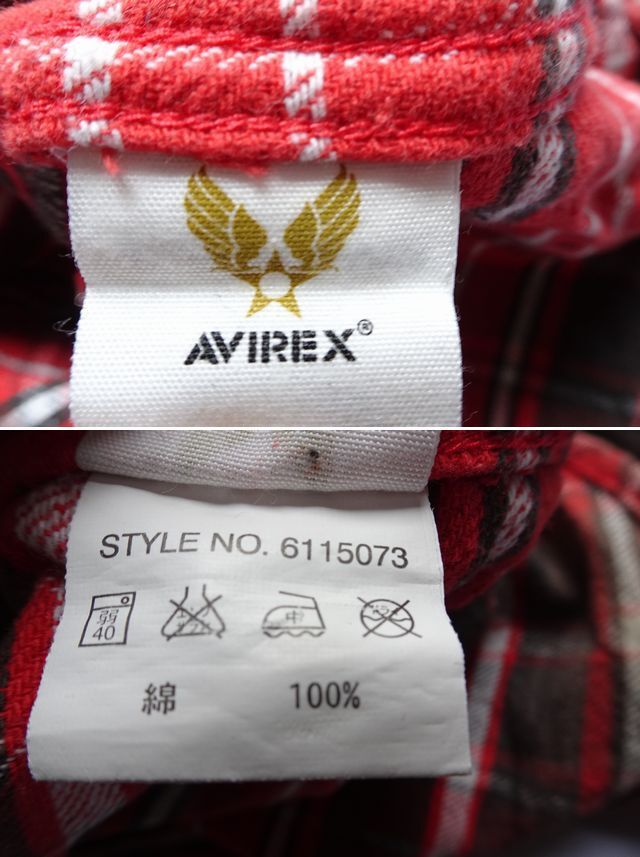 AVIREX®
STYLE NO. 6115073
弱
40
中
綿 100%